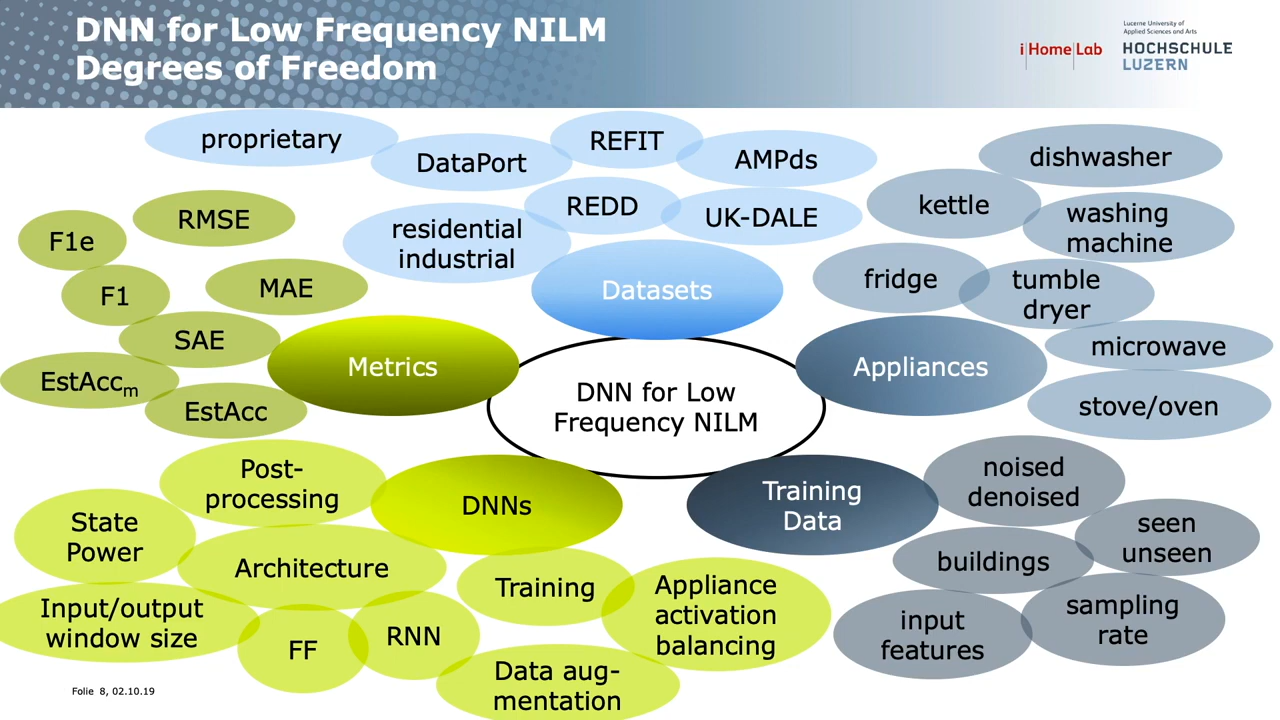 DNN for Low Frequency NILM
Degrees of Freedom
i|Home|Lab
Lucerne University of
Applied Sciences and Arts
HOCHSCHULE
LUZERN
proprietary
DataPort
REFIT
AMPds
residential
industrial
REDD
UK-DALE
Datasets
dishwasher
kettle
washing
machine
fridge
tumble
dryer
microwave
stove/oven
Appliances
F1e
RMSE
F1
MAE
SAE
EstAccm
EstAcc
Metrics
DNN for Low
Frequency NILM
Post-
processing
DNNs
State
Power
Architecture
Input/output
window size
FF
RNN
Training
Appliance
activation
balancing
Data aug-
mentation
Training
Data
noised
denoised
seen
unseen
buildings
input
features
sampling
rate
Folie 8, 02.10.19